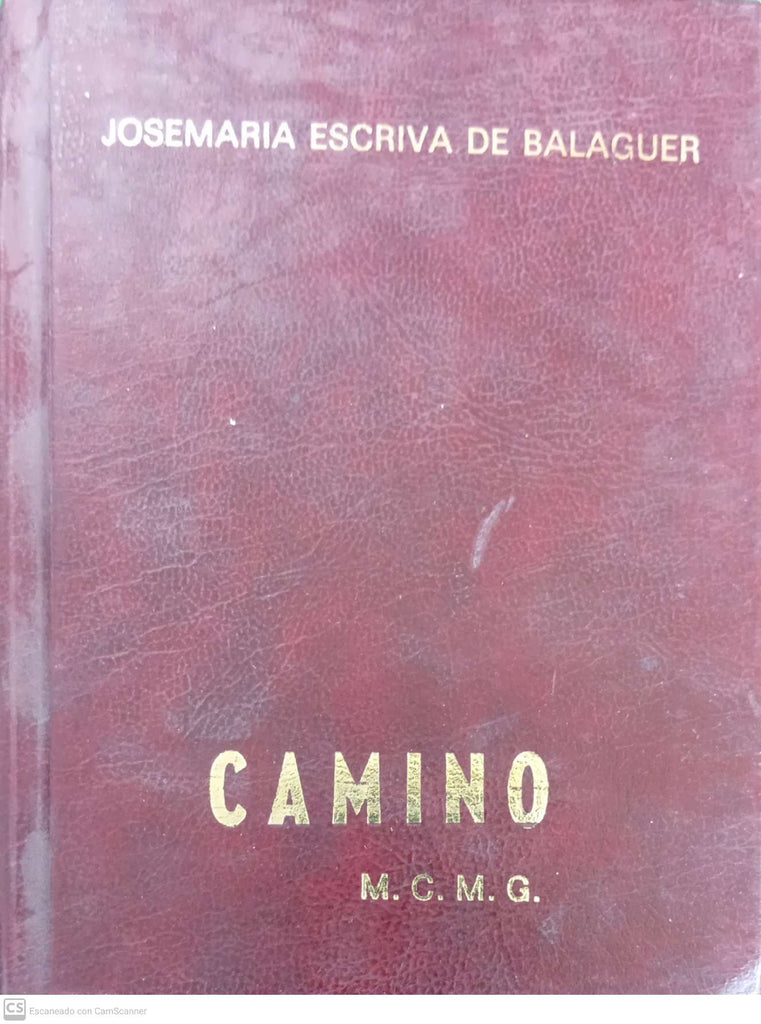 JOSEMARIA ESCRIVA DE BALAGUER
CAMINO
M. C. M. G.
CS Escaneado con CamScanner